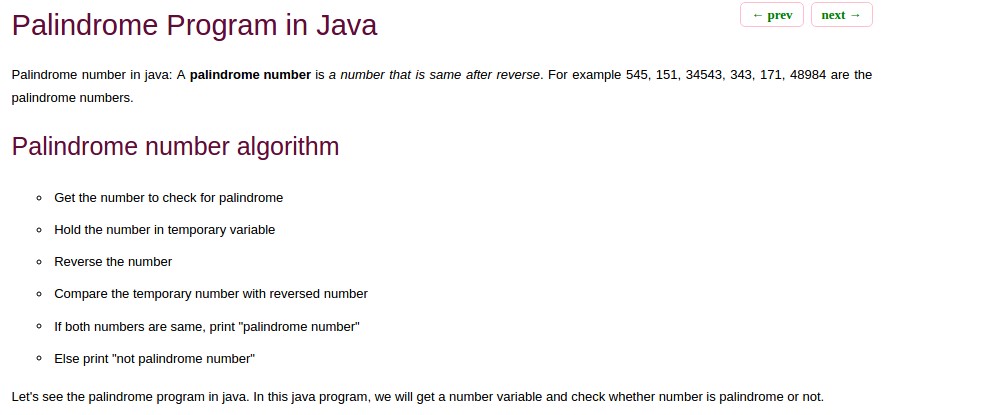 Palindrome Program in Java
← prev next →
Palindrome number in java: A palindrome number is a number that is same after reverse. For example 545, 151, 34543, 343, 171, 48984 are the
palindrome numbers.
Palindrome number algorithm
Get the number to check for palindrome
Hold the number in temporary variable
Reverse the number
Compare the temporary number with reversed number
If both numbers are same, print "palindrome number"
Else print "not palindrome number"
Let's see the palindrome program in java. In this java program, we will get a number variable and check whether number is palindrome or not.